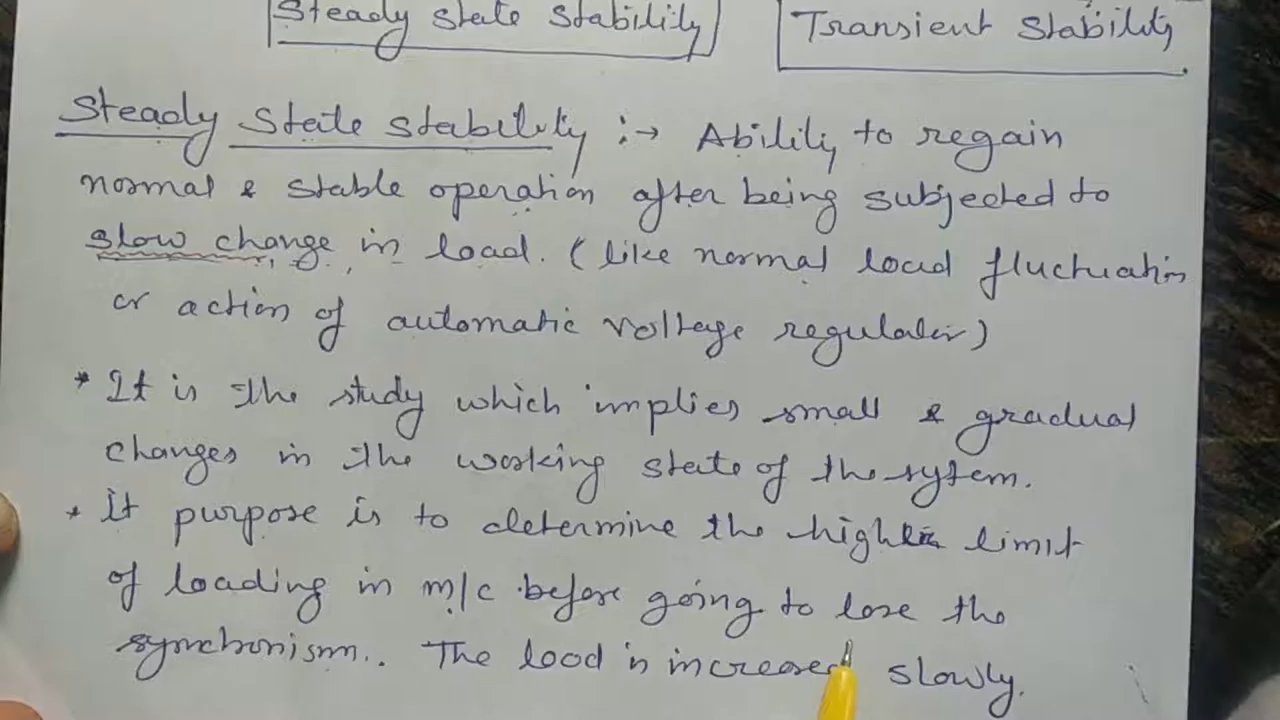 Steady state stability
Transient Stability
Steady State stability :→ Ability to regain
normal & stable operation after being subjected to
slow change in load. (like normal load fluctuation
or action of automatic voltage regulator)
* It is the study which implies small & gradual
changes in the working state of the sytem.
* it purpose is to determine the limit
of loading in m/c before going to lose the
synchronism.. The load is increased slowly.